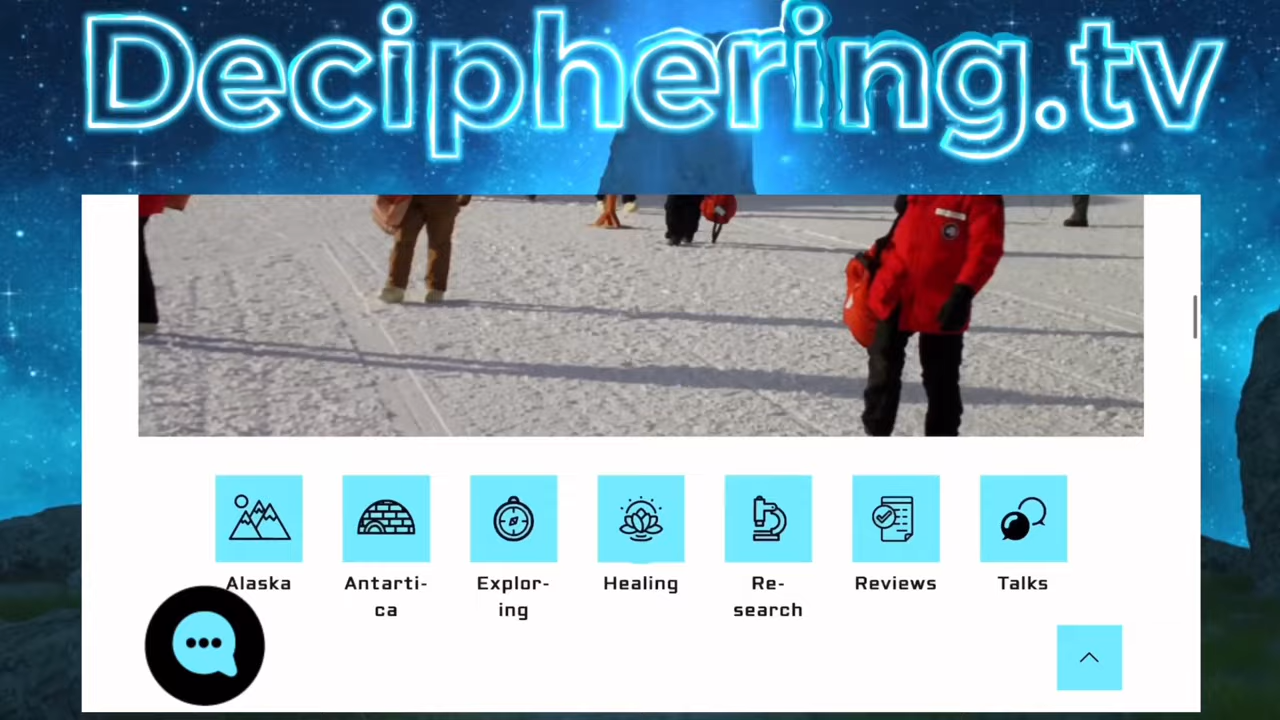 Deciphering.tv
Alaska
Antarti-
ca
Explor-
ing
Healing
Re-
search
Reviews
Talks